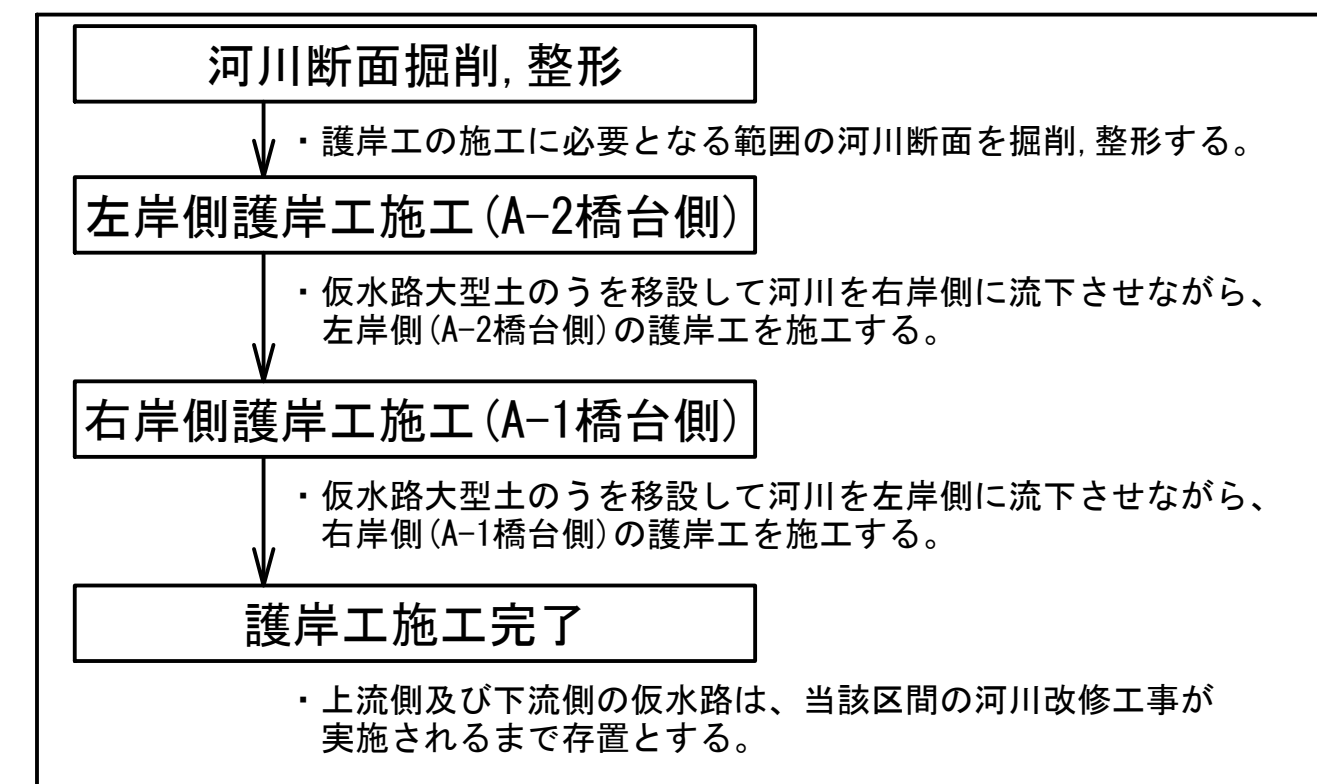 河川断面掘削,整形
・護岸工の施工に必要となる範囲の河川断面を掘削,整形する。
左岸側護岸工施工(A-2橋台側)
・仮水路大型土のうを移設して河川を右岸側に流下させながら、
左岸側(A-2橋台側)の護岸工を施工する。
右岸側護岸工施工(A-1橋台側)
・仮水路大型土のうを移設して河川を左岸側に流下させながら、
右岸側(A-1橋台側)の護岸工を施工する。
護岸工施工完了
・上流側及び下流側の仮水路は、当該区間の河川改修工事が
実施されるまで存置とする。